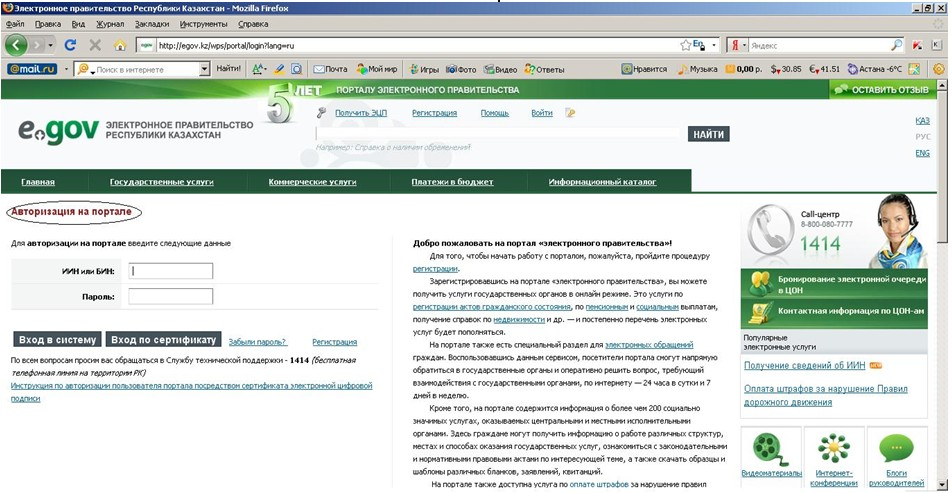 Электронное правительство Республики Казахстан - Mozilla Firefox
Файл Правка Вид Журнал Закладки Инструменты Справка
egov http://egov.kz/wps/portal/login?lang=ru En Яндекс
@mail.ru Поиск в интернете Найти! Почта Мой мир Игры Фото Видео Ответы Нравится Музыка 0,00 р. $ 30.85 € 41.51 Астана -6°C
5 ЛЕТ ПОРТАЛУ ЭЛЕКТРОННОГО ПРАВИТЕЛЬСТВА ОСТАВИТЬ ОТЗЫВ
Получить ЭЦП Регистрация Помощь Войти
e.gov ЭЛЕКТРОННОЕ ПРАВИТЕЛЬСТВО
РЕСПУБЛИКИ КАЗАХСТАН
НАЙТИ
Например: Справка о наличии обременений
ҚАЗ
РУС
ENG
Главная Государственные услуги Коммерческие услуги Платежи в бюджет Информационный каталог
Авторизация на портале
Для авторизации на портале введите следующие данные
ИИН или БИН:
Пароль:
Вход в систему Вход по сертификату Забыли пароль? Регистрация
По всем вопросам просим вас обращаться в Службу технической поддержки - 1414 (бесплатная
телефонная линия на территории РК)
Инструкция по авторизации пользователя портала посредством сертификата электронной цифровой
подписи
Добро пожаловать на портал «электронного правительства»!
Для того, чтобы начать работу с порталом, пожалуйста, пройдите процедуру
регистрации.
Зарегистрировавшись на портале «электронного правительства», вы можете
получить услуги государственных органов в онлайн режиме. Это услуги по
регистрации актов гражданского состояния, по пенсионным и социальным выплатам,
получение справок по недвижимости и др. — и постепенно перечень электронных
услуг будет пополняться.
На портале также есть специальный раздел для электронных обращений
граждан. Воспользовавшись данным сервисом, посетители портала смогут напрямую
обратиться в государственные органы и оперативно решить вопрос, требующий
взаимодействия с государственными органами, по интернету — 24 часа в сутки и 7
дней в неделю.
Кроме того, на портале содержится информация о более чем 200 социально
значимых услугах, оказываемых центральными и местными исполнительными
органами. Здесь граждане могут получить информацию о работе различных структур,
местах и способах оказания государственных услуг, ознакомиться с законодательными
и нормативными правовыми актами по интересующей теме, а также скачать образцы и
шаблоны различных бланков, заявлений, квитанций.
На портале также доступна услуга по оплате штрафов за нарушение правил
Call-центр
8-800-080-7777
1414
Бронирование электронной очереди
в ЦОН
Контактная информация по ЦОН-ам
Популярные
электронные услуги
Получение сведений об ИИН
Оплата штрафов за нарушение Правил
дорожного движения
Видеоматериалы
Интернет-
конференции
Блоги
руководителей